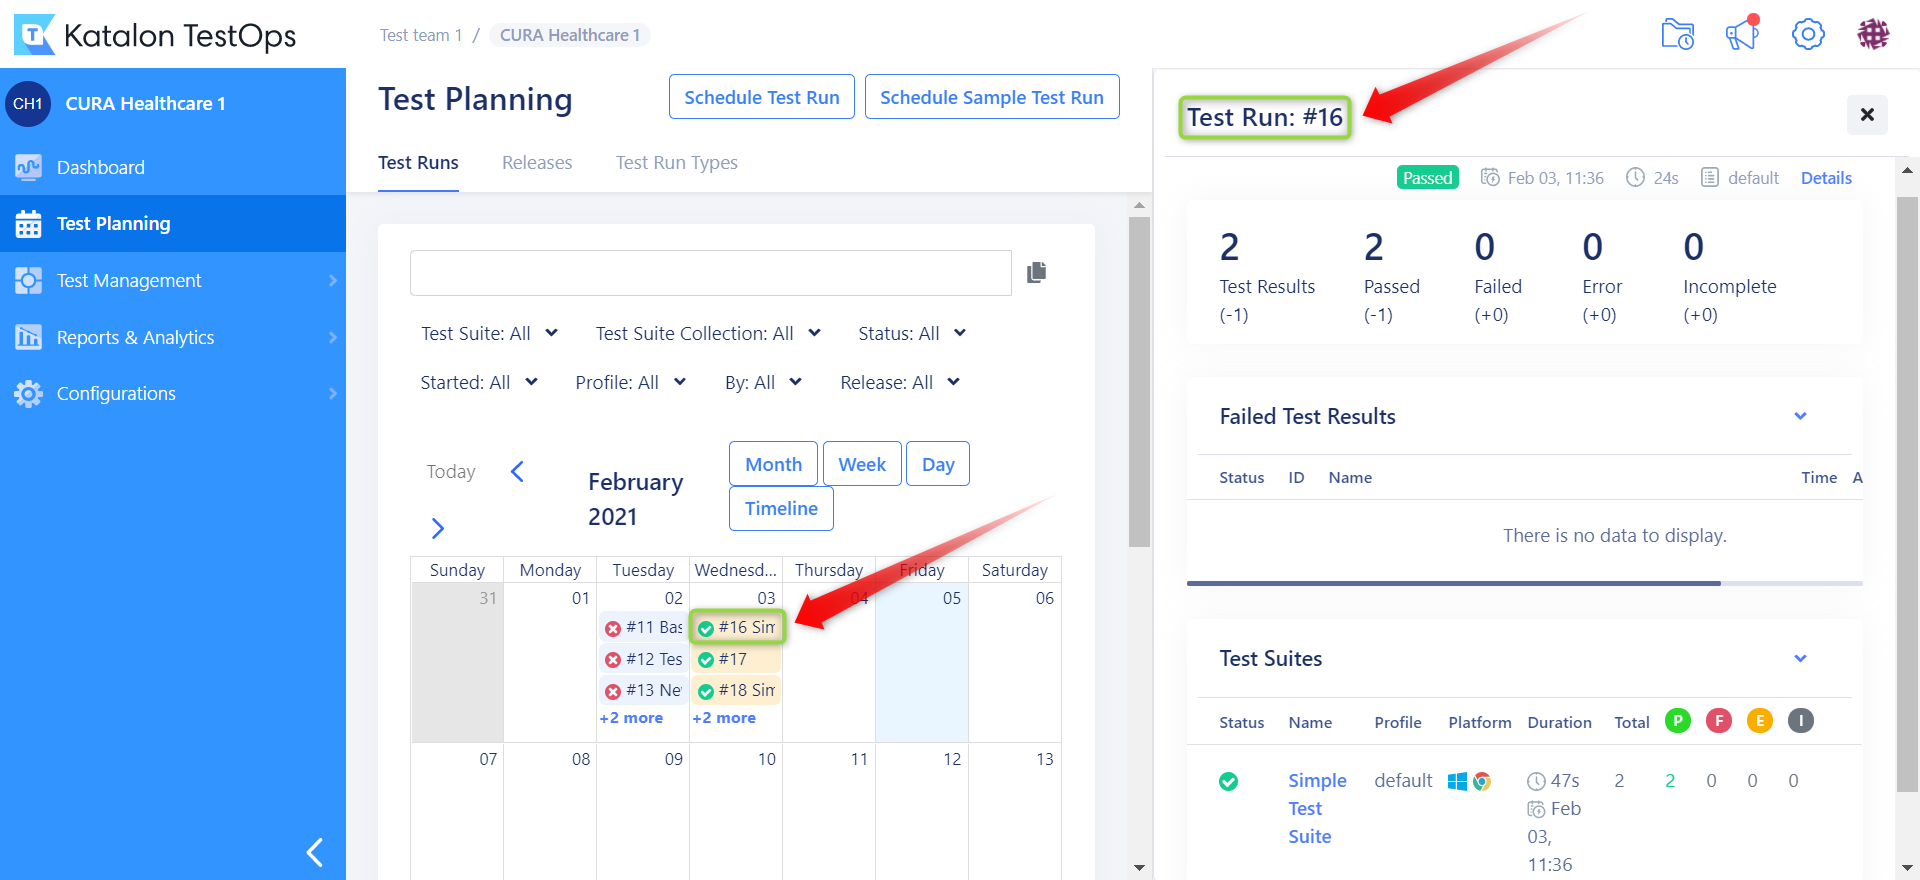 Katalon TestOps
Test team 1 / CURA Healthcare 1
CH1 CURA Healthcare 1
Dashboard
Test Planning
Test Management
Reports & Analytics
Configurations
Test Planning
Schedule Test Run
Schedule Sample Test Run
Test Runs Releases Test Run Types
Test Suite: All Test Suite Collection: All Status: All
Started: All Profile: All By: All Release: All
Today
February
2021
Month Week Day
Timeline
Sunday Monday Tuesday Wednesd... Thursday Friday Saturday
31 01 02 03 04 05 06
#11 Bas #16 Sim
#12 Tes #17
#13 Ne #18 Sim
+2 more +2 more
07 08 09 10 11 12 13
Test Run: #16
Passed Feb 03, 11:36 24s default Details
2 2 0 0 0
Test Results Passed Failed Error Incomplete
(-1) (-1) (+0) (+0) (+0)
Failed Test Results
Status ID Name Time A
There is no data to display.
Test Suites
Status Name Profile Platform Duration Total P F E I
Simple default 47s 2 2 0 0 0
Test Feb
Suite 03,
11:36